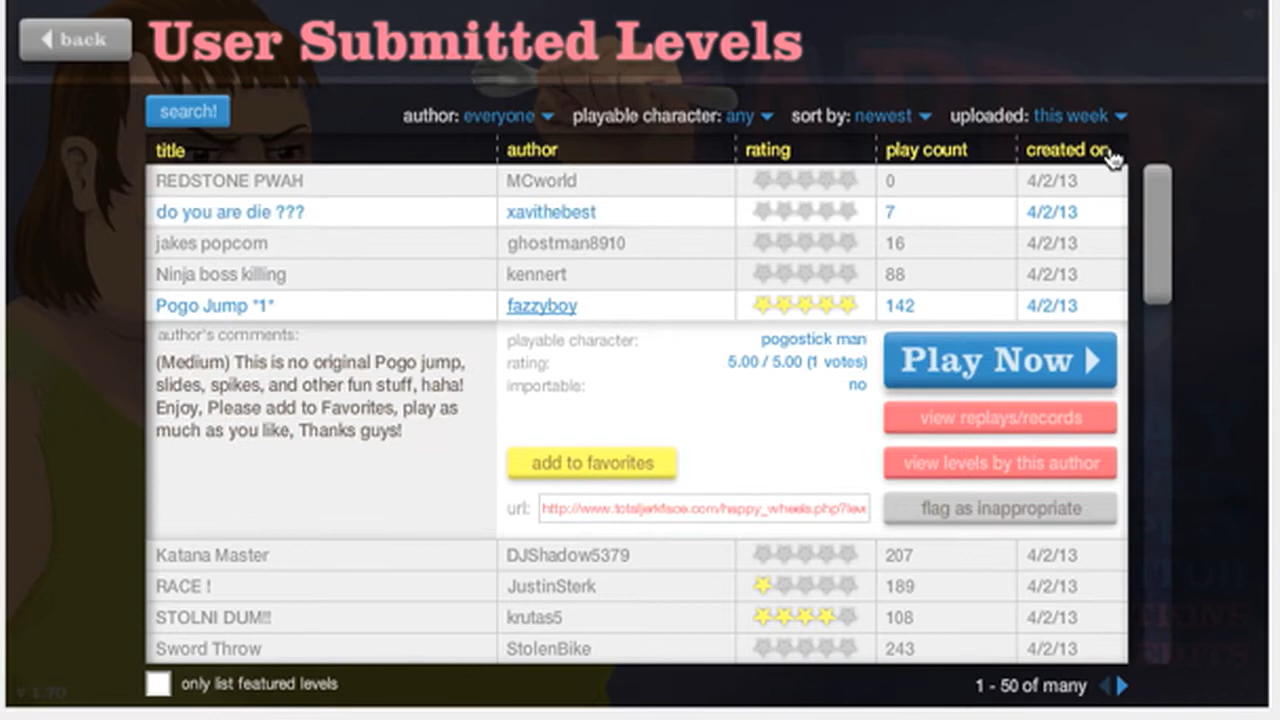 back
User Submitted Levels
search!
author: everyone playable character: any sort by: newest uploaded: this week
title author rating play count created on
REDSTONE PWAH MCworld 0 4/2/13
do you are die ??? xavithebest 7 4/2/13
jakes popcorn ghostman8910 16 4/2/13
Ninja boss killing kennert 88 4/2/13
Pogo Jump "1" fazzyboy 142 4/2/13
author's comments:
(Medium) This is no original Pogo jump,
slides, spikes, and other fun stuff, haha!
Enjoy, Please add to Favorites, play as
much as you like, Thanks guys!
playable character: pogostick man
rating: 5.00 / 5.00 (1 votes)
importable: no
add to favorites
url: http://www.totaljerkface.com/happy_wheels.php?lev
Play Now
view replays/records
view levels by this author
flag as inappropriate
Katana Master DJShadow5379 207 4/2/13
RACE ! JustinSterk 189 4/2/13
STOLNI DUM!! krutas5 108 4/2/13
Sword Throw StolenBike 243 4/2/13
only list featured levels
1 - 50 of many
v 1.70